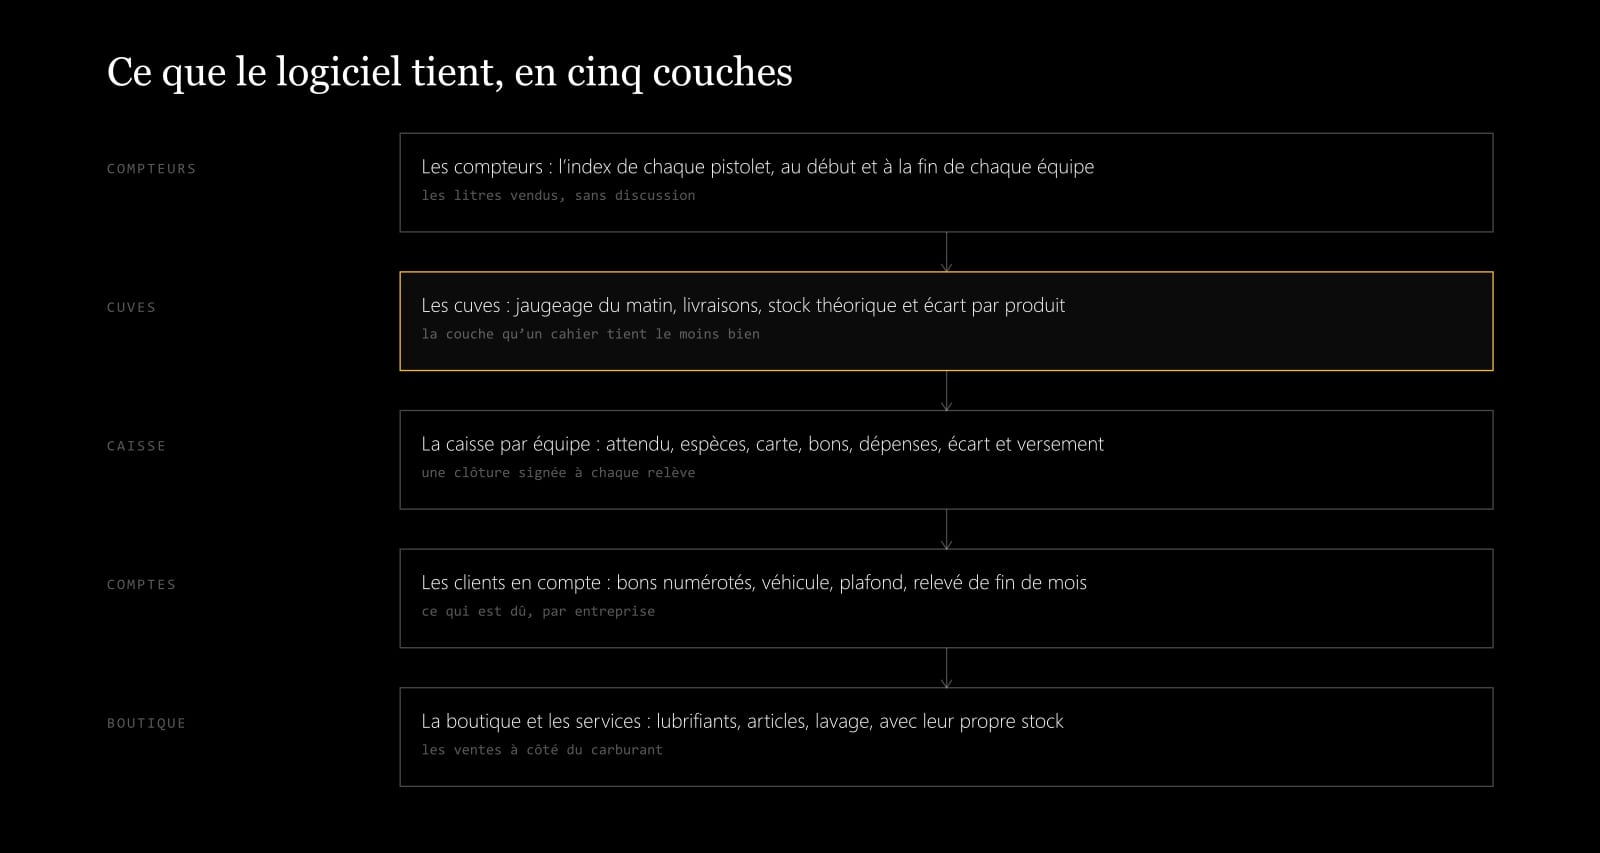 Ce que le logiciel tient, en cinq couches
COMPTEURS
Les compteurs : l’index de chaque pistolet, au début et à la fin de chaque équipe
les litres vendus, sans discussion
CUVES
Les cuves : jaugeage du matin, livraisons, stock théorique et écart par produit
la couche qu’un cahier tient le moins bien
CAISSE
La caisse par équipe : attendu, espèces, carte, bons, dépenses, écart et versement
une clôture signée à chaque relève
COMPTES
Les clients en compte : bons numérotés, véhicule, plafond, relevé de fin de mois
ce qui est dû, par entreprise
BOUTIQUE
La boutique et les services : lubrifiants, articles, lavage, avec leur propre stock
les ventes à côté du carburant